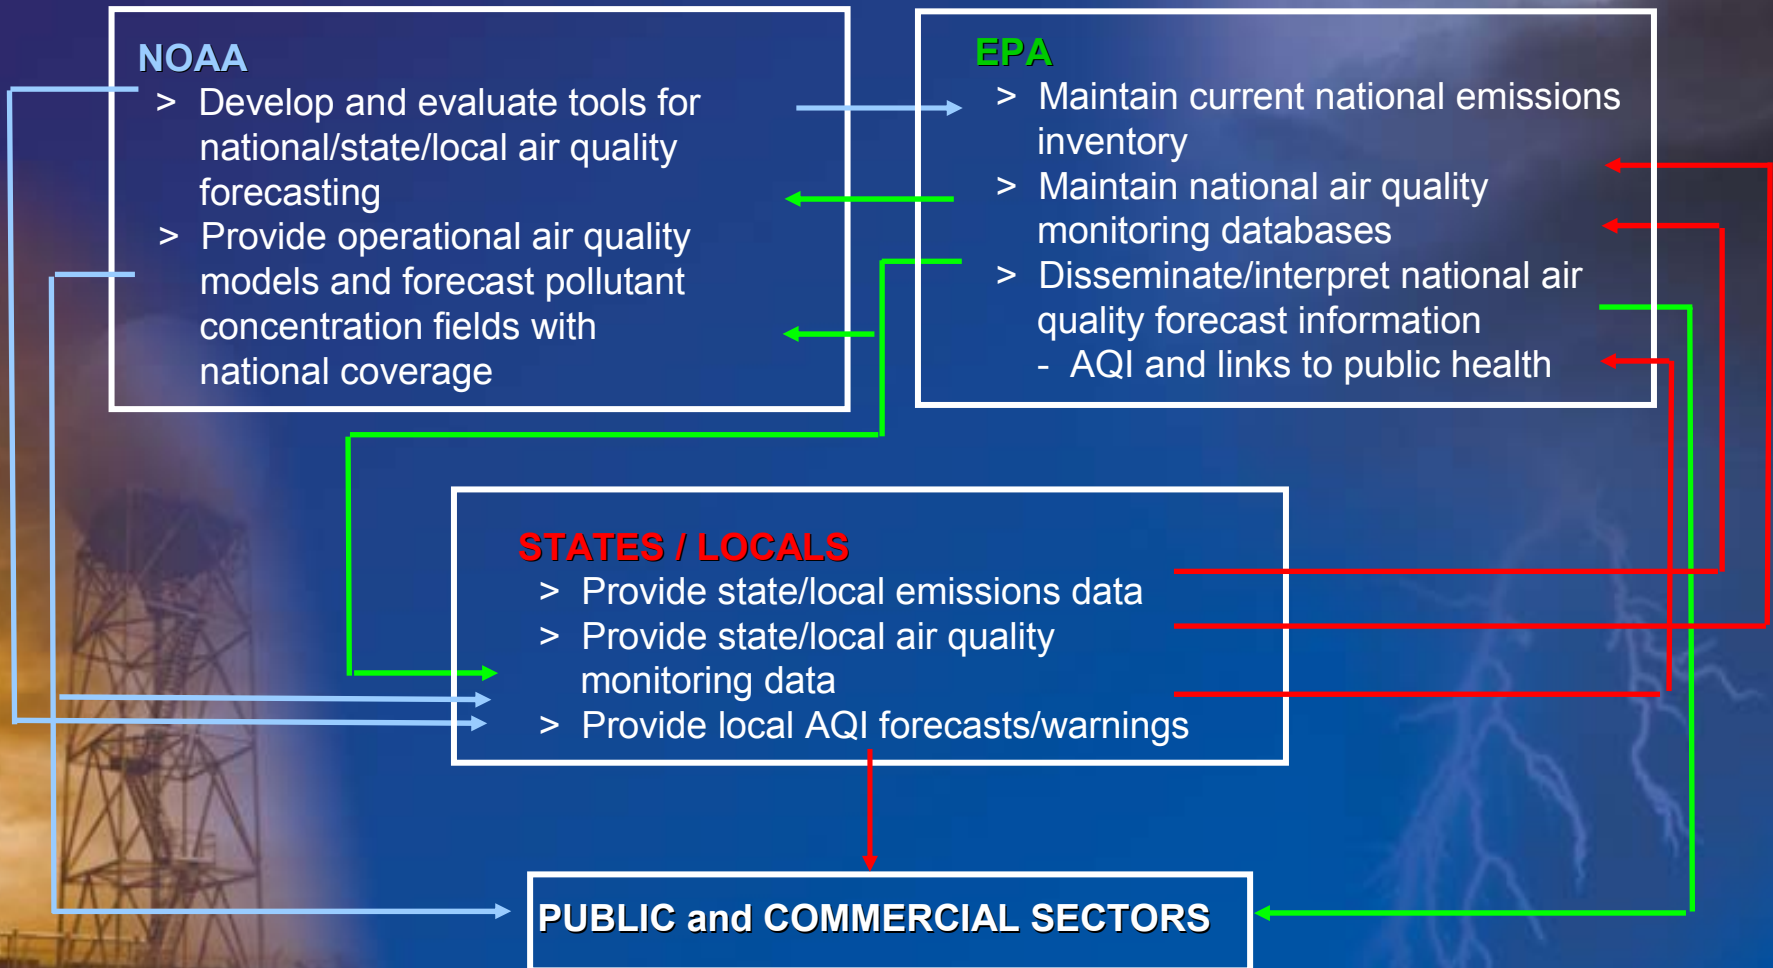 NOAA
> Develop and evaluate tools for
national/state/local air quality
forecasting
> Provide operational air quality
models and forecast pollutant
concentration fields with
national coverage
EPA
> Maintain current national emissions
inventory
> Maintain national air quality
monitoring databases
> Disseminate/interpret national air
quality forecast information
- AQI and links to public health
STATES / LOCALS
> Provide state/local emissions data
> Provide state/local air quality
monitoring data
> Provide local AQI forecasts/warnings
PUBLIC and COMMERCIAL SECTORS